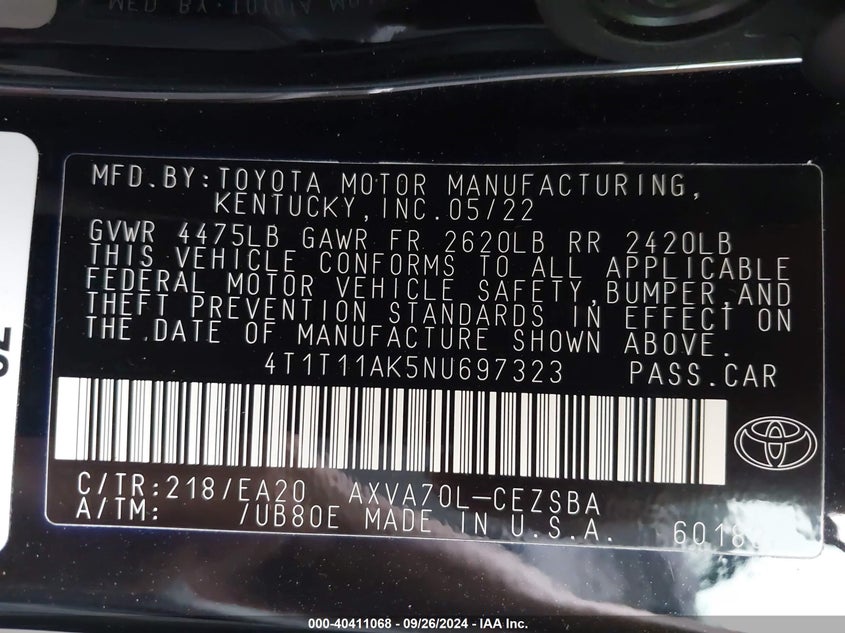 MFD.BY:TOYOTA MOTOR MANUFACTURING,
KENTUCKY,INC.05/22
GVWR 4475LB GAWR FR 2620LB RR 2420LB
THIS VEHICLE CONFORMS TO ALL APPLICABLE
FEDERAL MOTOR VEHICLE SAFETY,BUMPER,AND
THEFT PREVENTION STANDARDS IN EFFECT ON
THE DATE OF MANUFACTURE SHOWN ABOVE.
4T1T11AK5NU697323 PASS.CAR
C/TR:218/EA20 AXVA70L-CEZSBA
A/TM: /UB80E MADE IN U.S.A.
000-40411068 - 09/26/2024 - IAA Inc.